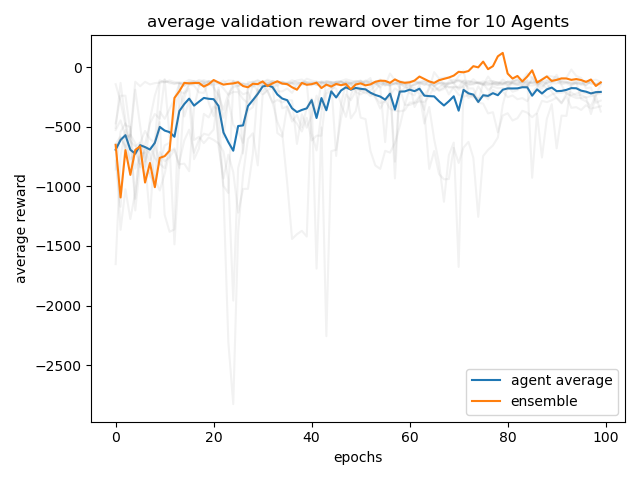 average validation reward over time for 10 Agents
average reward
0
−500
−1000
−1500
−2000
−2500
0 20 40 60 80 100
epochs
agent average
ensemble